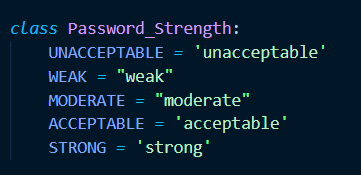 class Password_Strength:
    UNACCEPTABLE = 'unacceptable'
    WEAK = "weak"
    MODERATE = "moderate"
    ACCEPTABLE = 'acceptable'
    STRONG = 'strong'